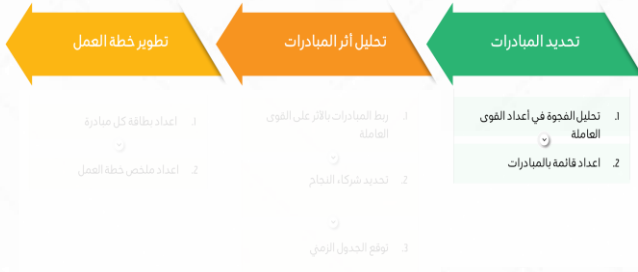 تحديد المبادرات
تحليل أثر المبادرات
تطوير خطة العمل
1. تحليل الفجوة في أعداد القوى
العاملة
2. اعداد قائمة بالمبادرات
1. ربط المبادرات بالأثر على القوى
العاملة
2. تحديد شركاء النجاح
3. توقع الجدول الزمني
1. اعداد بطاقة كل مبادرة
2. اعداد ملخص خطة العمل